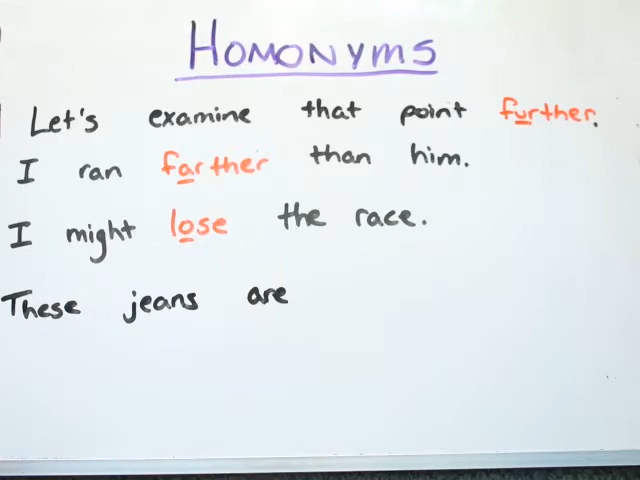 HOMONYMS
Let's examine that point further.
I ran farther than him.
I might lose the race.
These jeans are